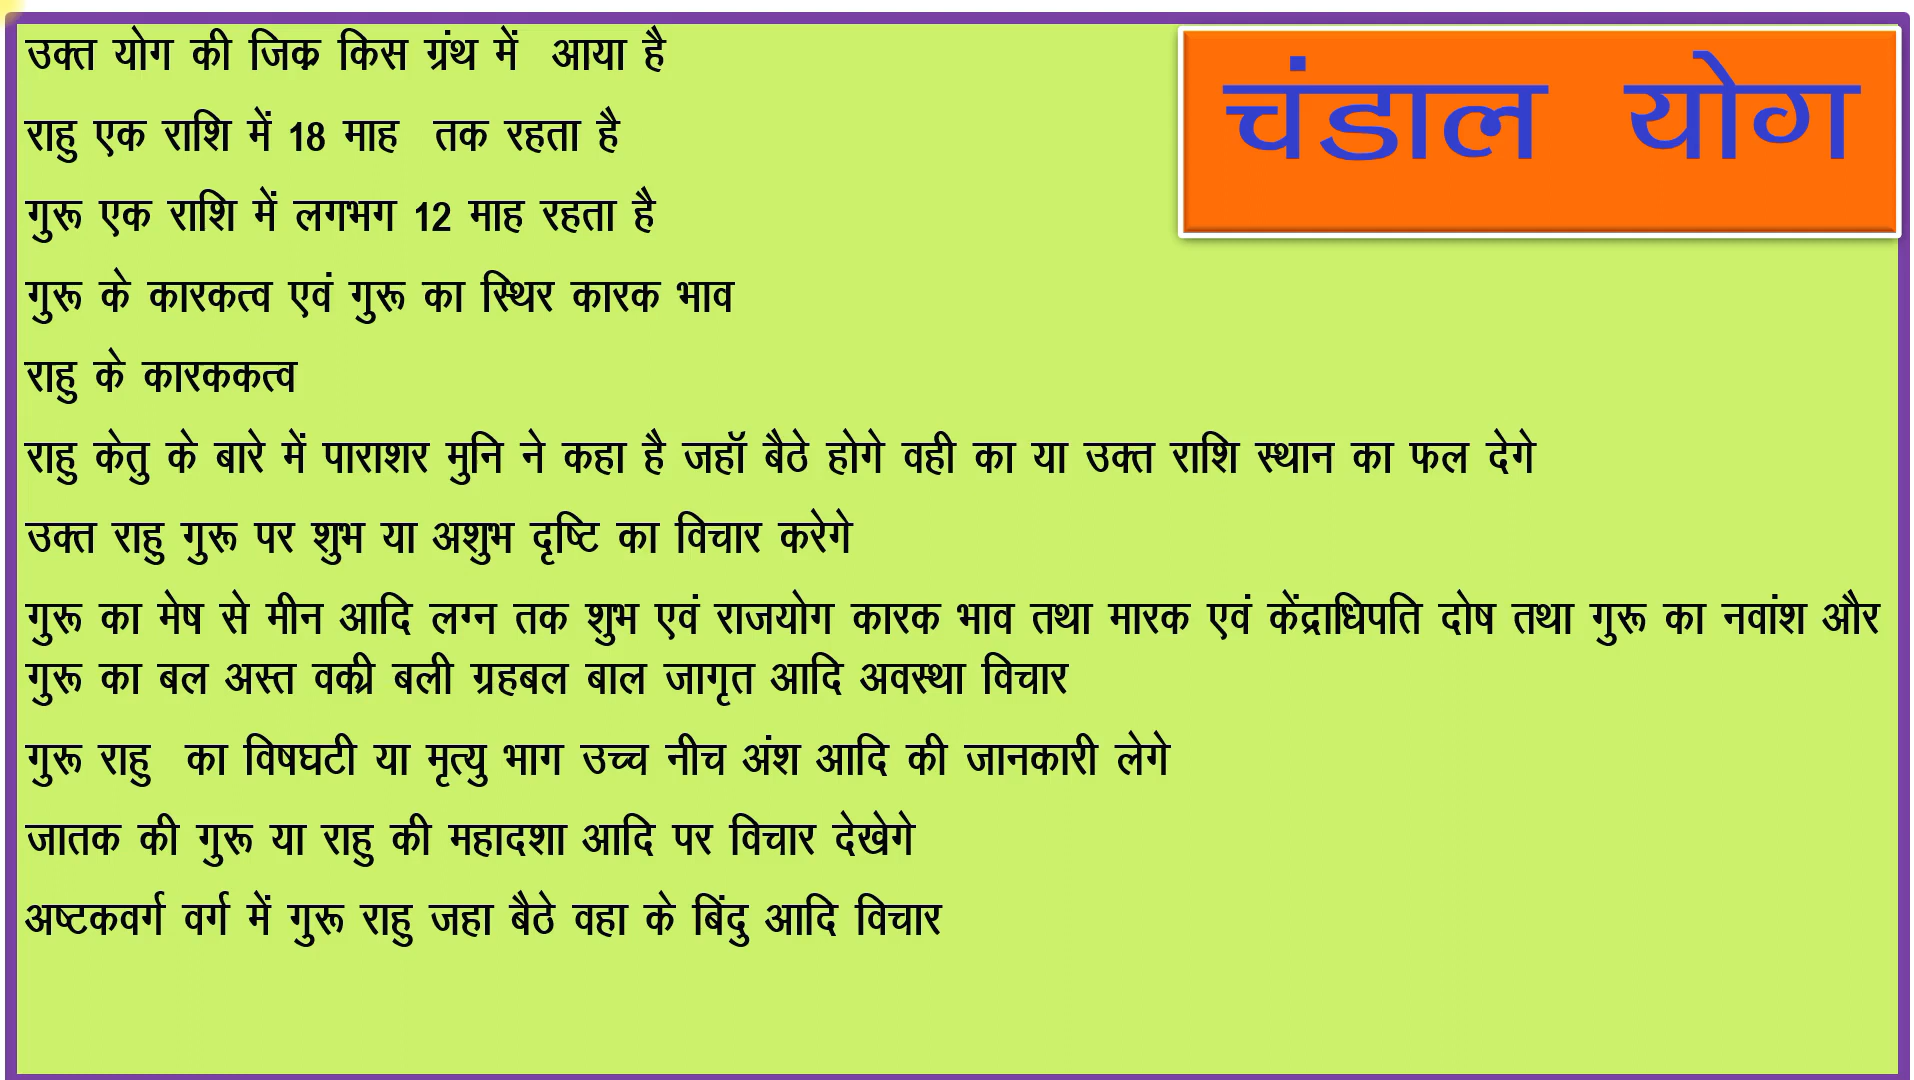 चंडाल योग
उक्त योग की जिक्र किस ग्रंथ में आया है
राहु एक राशि में 18 माह तक रहता है
गुरू एक राशि में लगभग 12 माह रहता है
गुरू के कारकत्व एवं गुरू का स्थिर कारक भाव
राहु के कारककत्व
राहु केतु के बारे में पाराशर मुनि ने कहा है जहॉ बैठे होगे वही का या उक्त राशि स्थान का फल देगे
उक्त राहु गुरू पर शुभ या अशुभ दृष्टि का विचार करेगे
गुरू का मेष से मीन आदि लग्न तक शुभ एवं राजयोग कारक भाव तथा मारक एवं केंद्राधिपति दोष तथा गुरू का नवांश और
गुरू का बल अस्त वक्री बली ग्रहबल बाल जागृत आदि अवस्था विचार
गुरू राहु का विषघटी या मृत्यु भाग उच्च नीच अंश आदि की जानकारी लेगे
जातक की गुरू या राहु की महादशा आदि पर विचार देखेगे
अष्टकवर्ग वर्ग में गुरू राहु जहा बैठे वहा के बिंदु आदि विचार